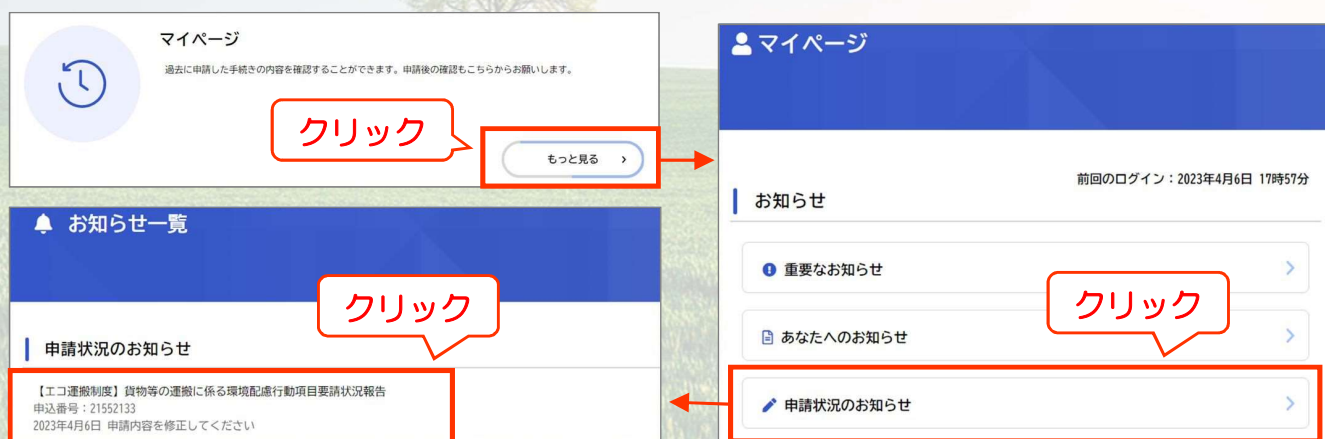 マイページ
過去に申請した手続きの内容を確認することができます。申請後の確認もこちらからお願いします。
クリック
もっと見る
マイページ
前回のログイン：2023年4月6日 17時57分
お知らせ
重要なお知らせ
クリック
あなたへのお知らせ
申請状況のお知らせ
お知らせ一覧
クリック
申請状況のお知らせ
【エコ運搬制度】貨物等の運搬に係る環境配慮行動項目要請状況報告
申込番号：21552133
2023年4月6日 申請内容を修正してください